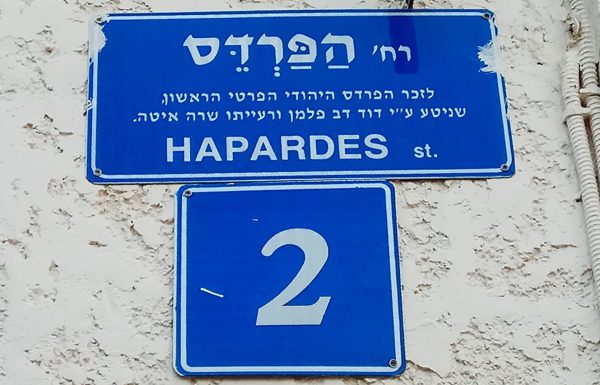 רח' הַפַּרְדֵּס
לזכר הפרדס היהודי הפרטי הראשון,
שניטע ע"י דוד דב פלמן ורעייתו שרה איטה.
HAPARDES st.
2